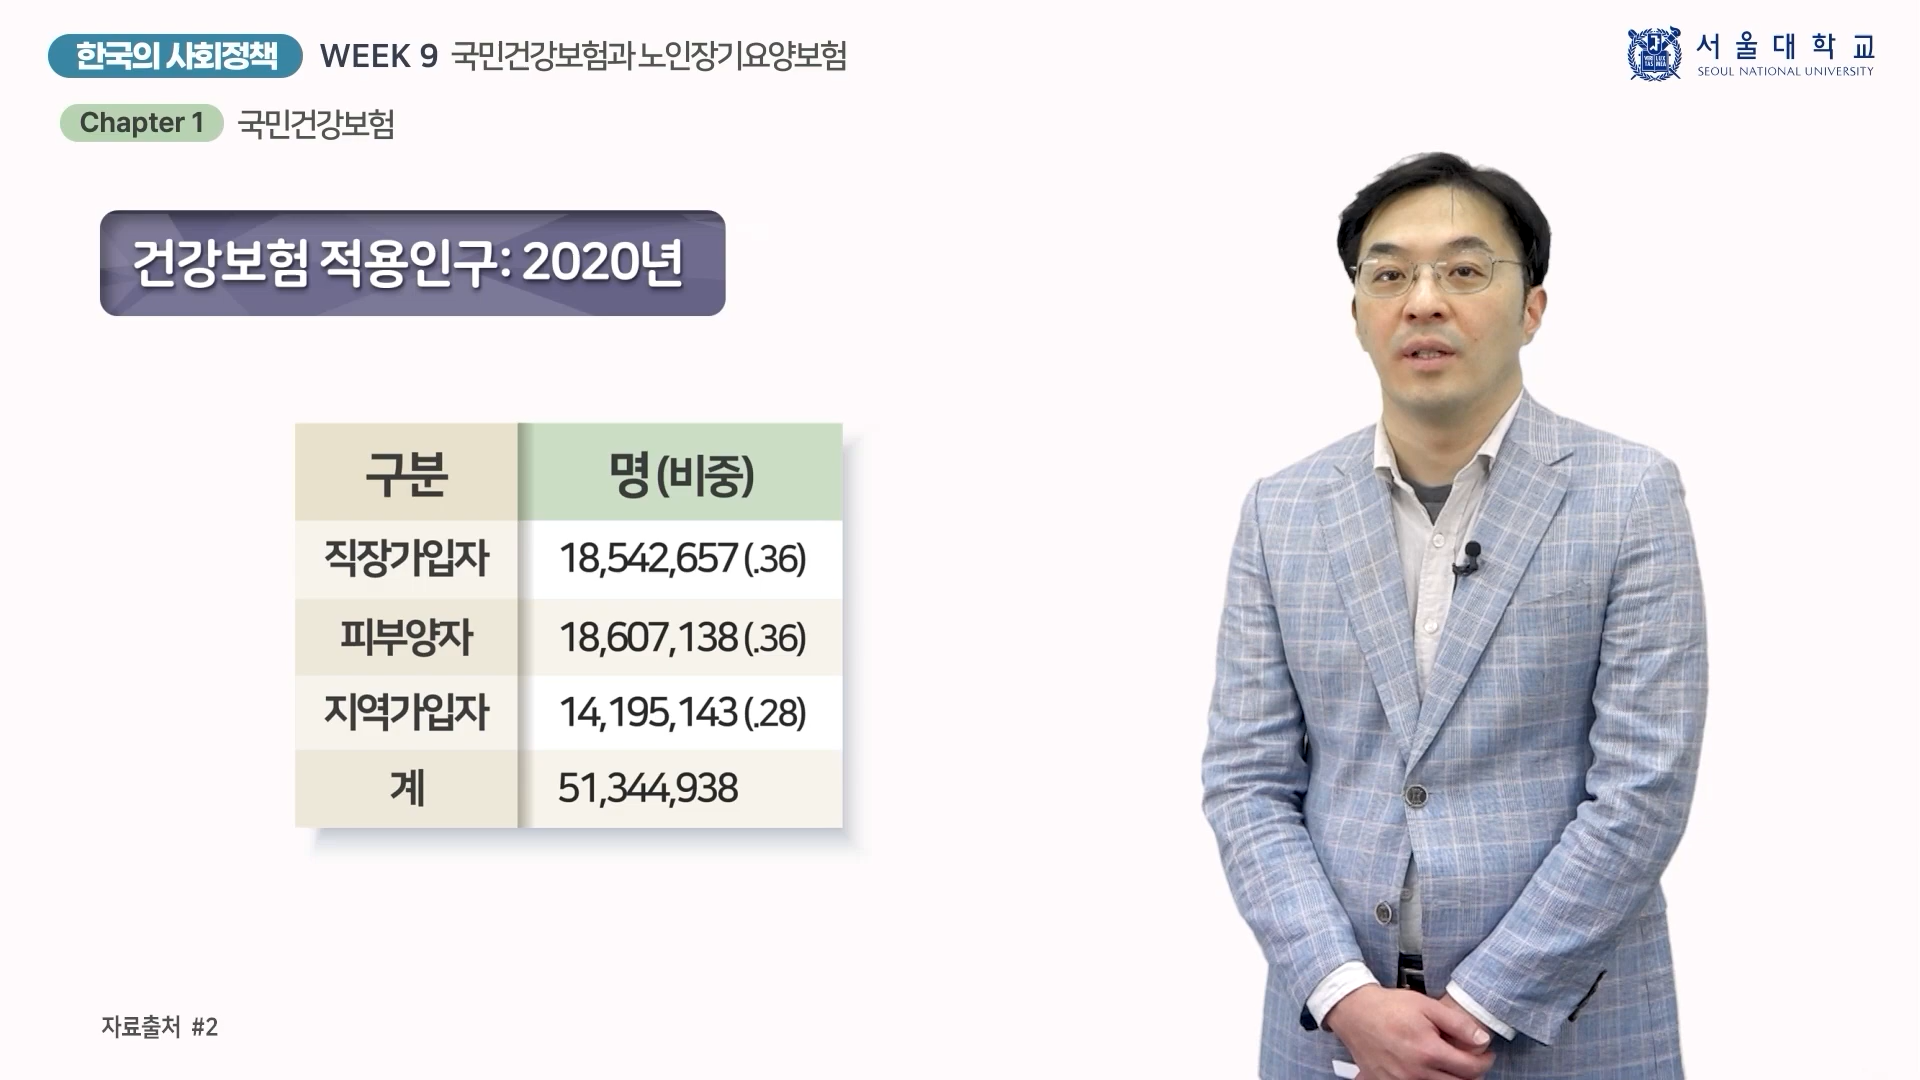 한국의 사회정책 WEEK 9 국민건강보험과 노인장기요양보험
서울대학교
SEOUL NATIONAL UNIVERSITY
Chapter 1 국민건강보험
건강보험 적용인구: 2020년
구분 명 (비중)
직장가입자 18,542,657 (.36)
피부양자 18,607,138 (.36)
지역가입자 14,195,143 (.28)
계 51,344,938
자료출처 #2